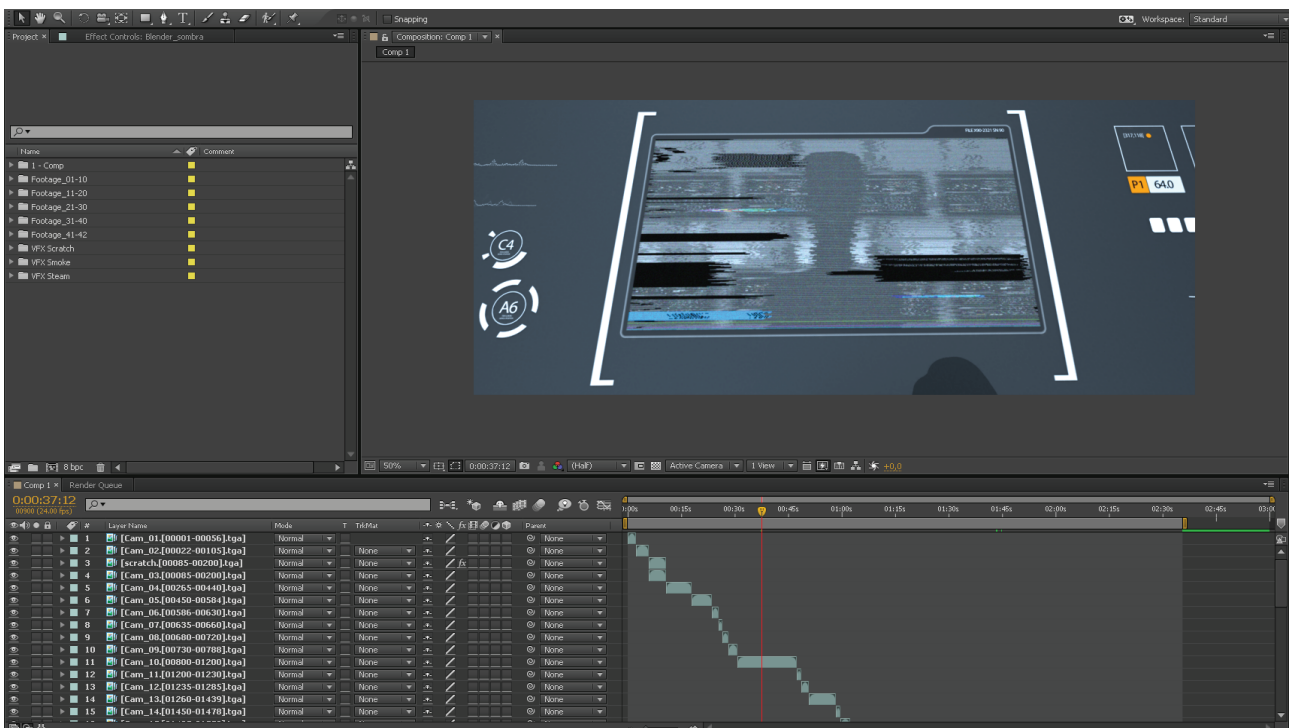 Snapping
Workspace: Standard
Project × Effect Controls: Blender_sombra
Composition: Comp 1
Comp 1
Name Comment
1 - Comp
Footage_01-10
Footage_11-20
Footage_21-30
Footage_31-40
Footage_41-42
VFX Scratch
VFX Smoke
VFX Steam
C4
A6
P1 64.0
8 bpc
50% 0:00:37:12 (Half) Active Camera 1 View +0,0
Comp 1 × Render Queue
0:00:37:12
00900 (24.00 fps)
00:15s 00:30s 00:45s 01:00s 01:15s 01:30s 01:45s 02:00s 02:15s 02:30s 02:45s
# Layer Name Mode T TrkMat fx Parent
1 [Cam_01.[00001-00056].tga] Normal None
2 [Cam_02.[00022-00105].tga] Normal None None
3 [scratch.[00085-00200].tga] Normal None fx None
4 [Cam_03.[00085-00200].tga] Normal None None
5 [Cam_04.[00265-00440].tga] Normal None None
6 [Cam_05.[00450-00584].tga] Normal None None
7 [Cam_06.[00586-00630].tga] Normal None None
8 [Cam_07.[00635-00660].tga] Normal None None
9 [Cam_08.[00680-00720].tga] Normal None None
10 [Cam_09.[00730-00788].tga] Normal None None
11 [Cam_10.[00800-01200].tga] Normal None None
12 [Cam_11.[01200-01230].tga] Normal None None
13 [Cam_12.[01235-01285].tga] Normal None None
14 [Cam_13.[01260-01439].tga] Normal None None
15 [Cam_14.[01450-01478].tga] Normal None None